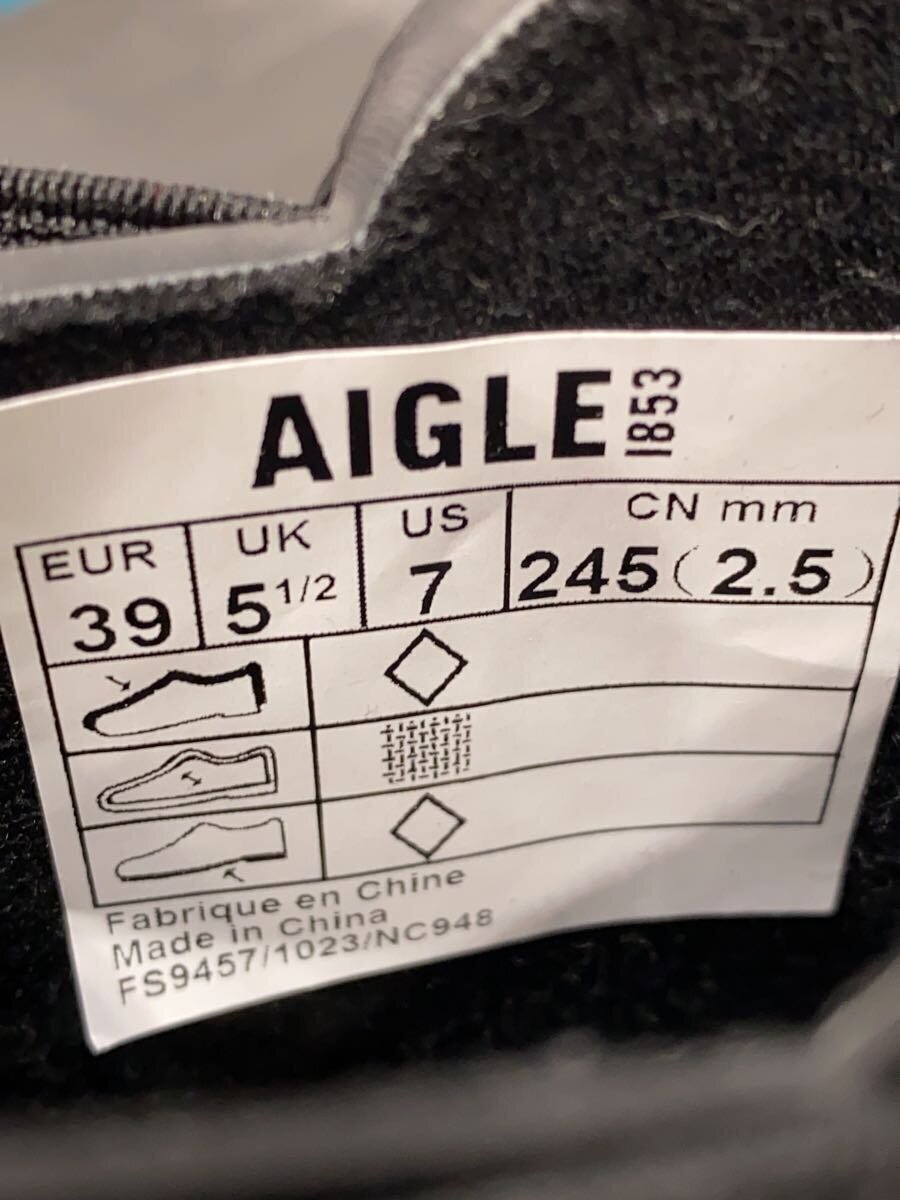 AIGLE 1853
EUR UK US CN mm
39 5 1/2 7 245 (2.5)
Fabriqué en Chine
Made in China
FS9457/1023/NC948